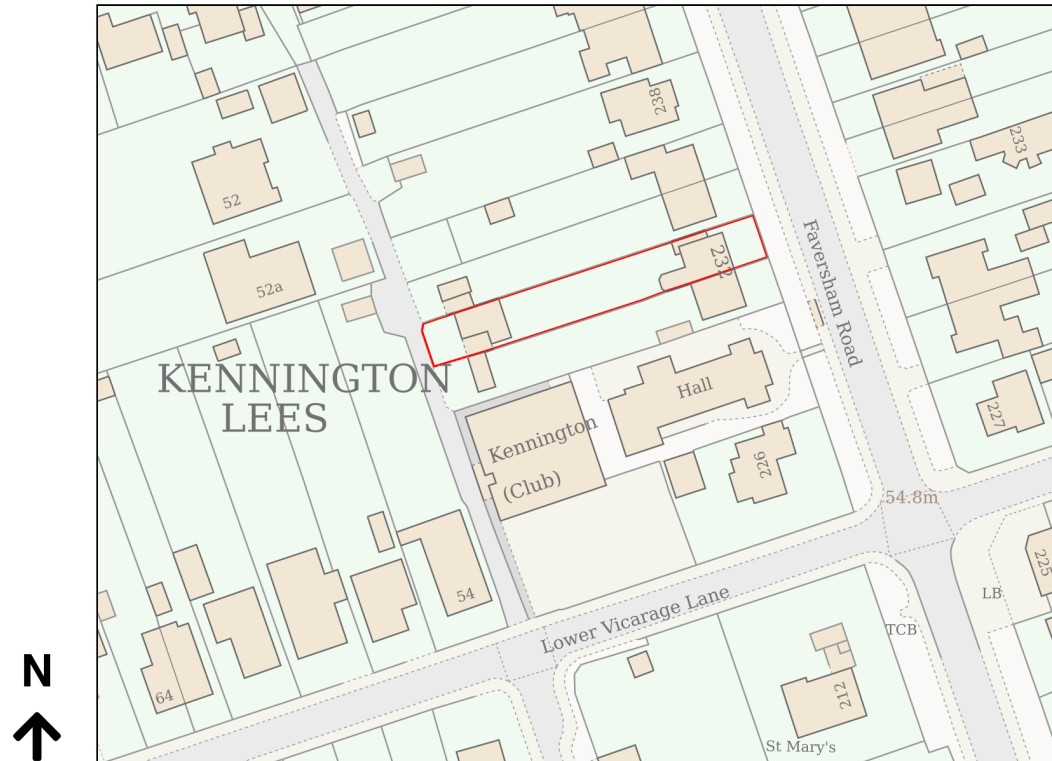 238
233
52
232
52a
Faversham Road
KENNINGTON
LEES
Hall
Kennington
(Club)
227
226
54.8m
225
54
LB
Lower Vicarage Lane
TCB
N
64
212
St Mary's